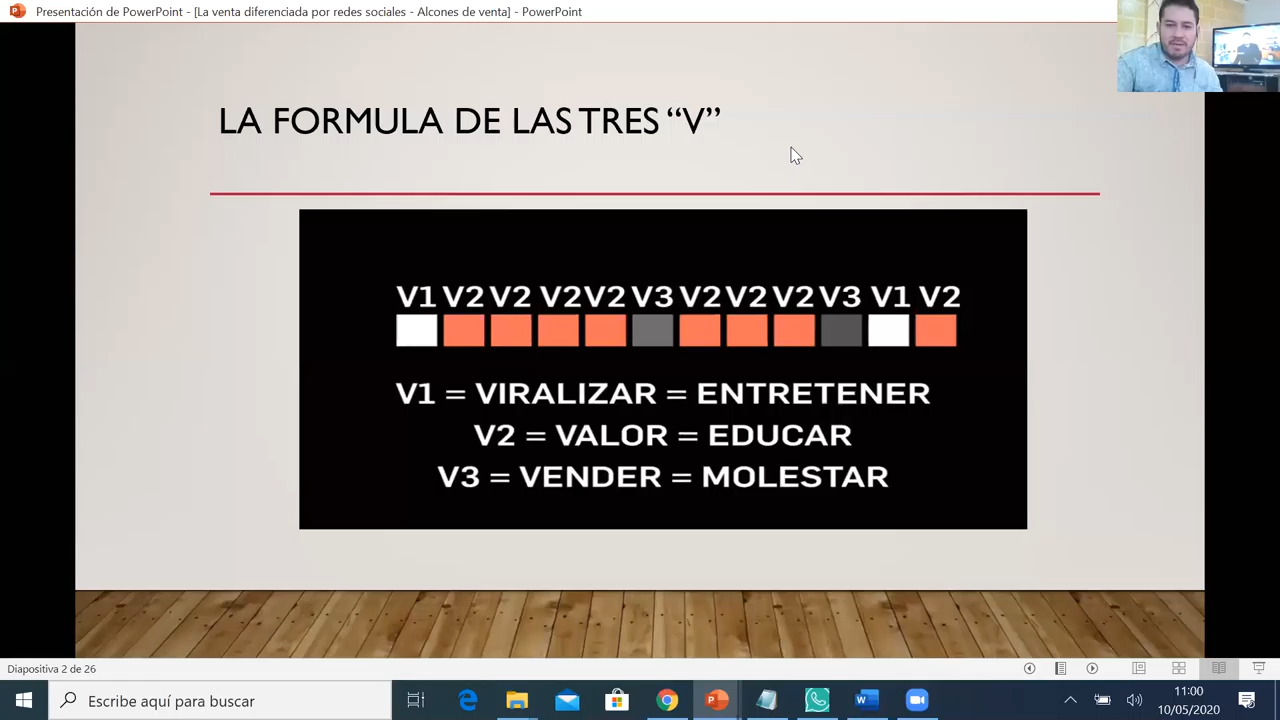 Presentación de PowerPoint - [La venta diferenciada por redes sociales - Alcones de venta] - PowerPoint
LA FORMULA DE LAS TRES “V”
V1 V2 V2 V2 V2 V3 V2 V2 V2 V3 V1 V2
V1 = VIRALIZAR = ENTRETENER
V2 = VALOR = EDUCAR
V3 = VENDER = MOLESTAR
Diapositiva 2 de 26
Escribe aquí para buscar
11:00
10/05/2020